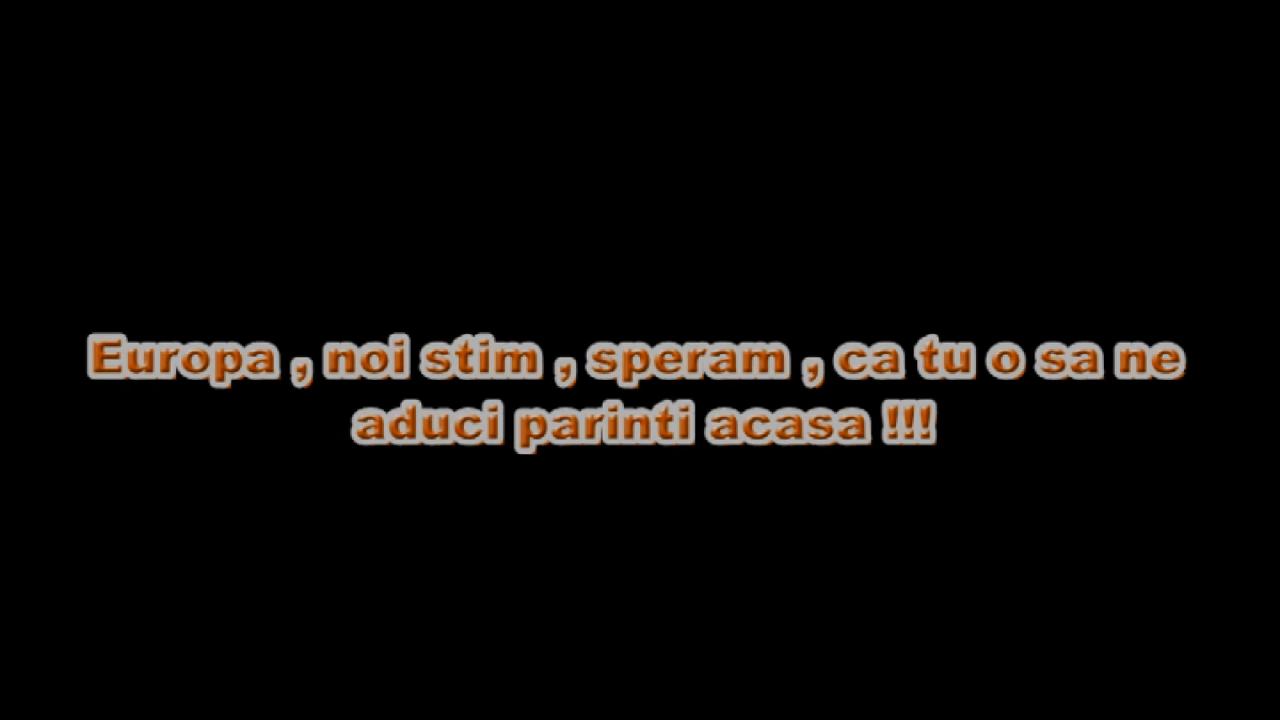 Europa , noi stim , speram , ca tu o sa ne
aduci parinti acasa !!!